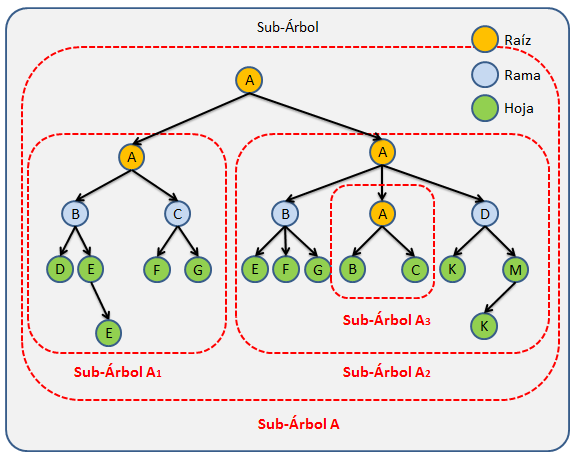 Sub-Árbol
Raíz
Rama
Hoja
A
A
A
B
C
B
A
D
D
E
F
G
E
F
G
B
C
K
M
E
K
Sub-Árbol A3
Sub-Árbol A1
Sub-Árbol A2
Sub-Árbol A